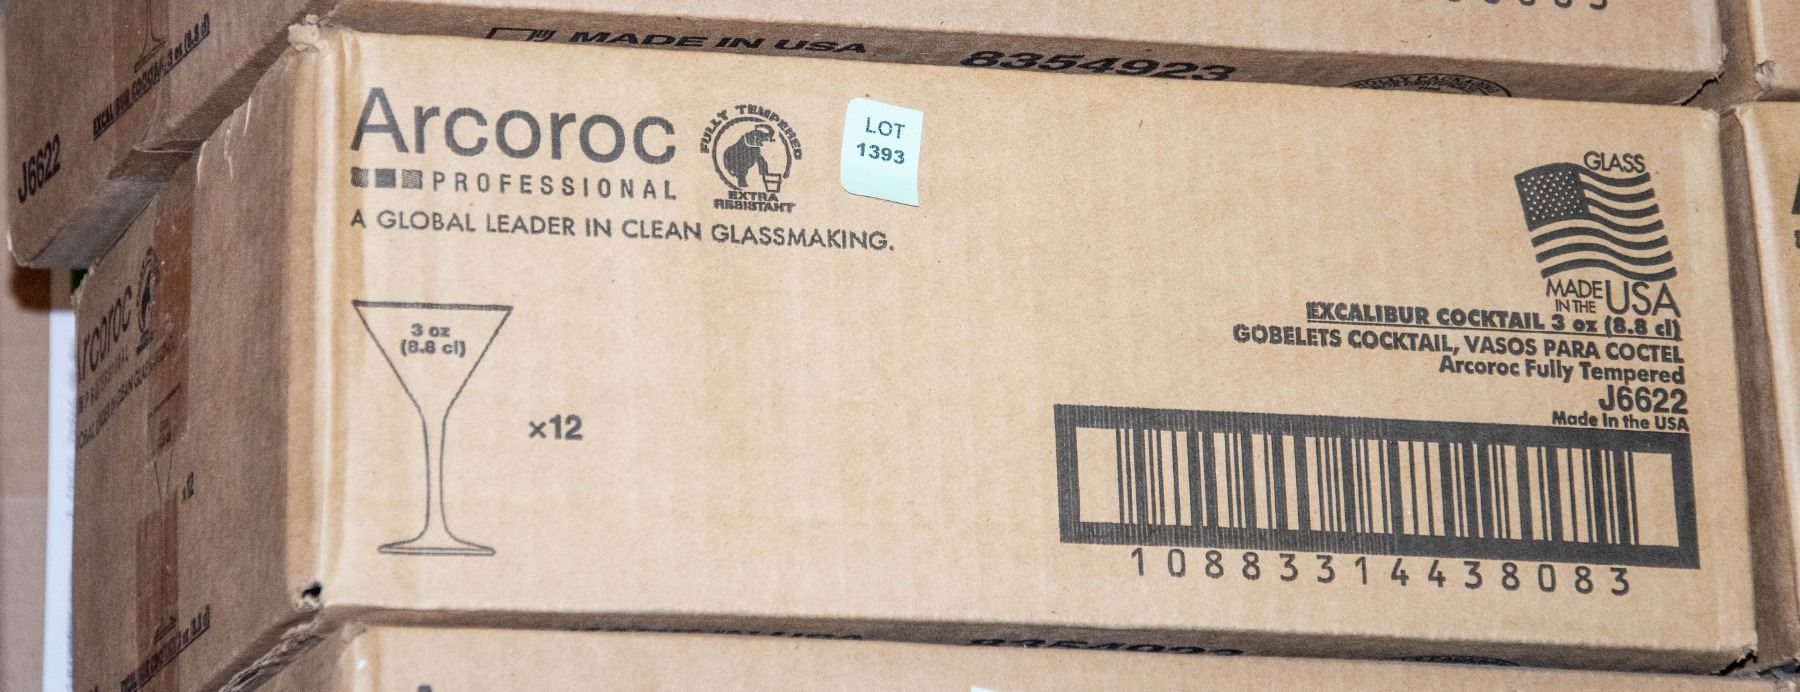 MADE IN USA
8354923
J6622
Arcoroc
PROFESSIONAL
FULLY TEMPERED
EXTRA
RESISTANT
A GLOBAL LEADER IN CLEAN GLASSMAKING.
LOT
1393
GLASS
MADE
IN THE
USA
3 oz
(8.8 cl)
x12
EXCALIBUR COCKTAIL 3 oz (8.8 cl)
GOBELETS COCKTAIL, VASOS PARA COCTEL
Arcoroc Fully Tempered
J6622
Made In the USA
10883314438083
x12